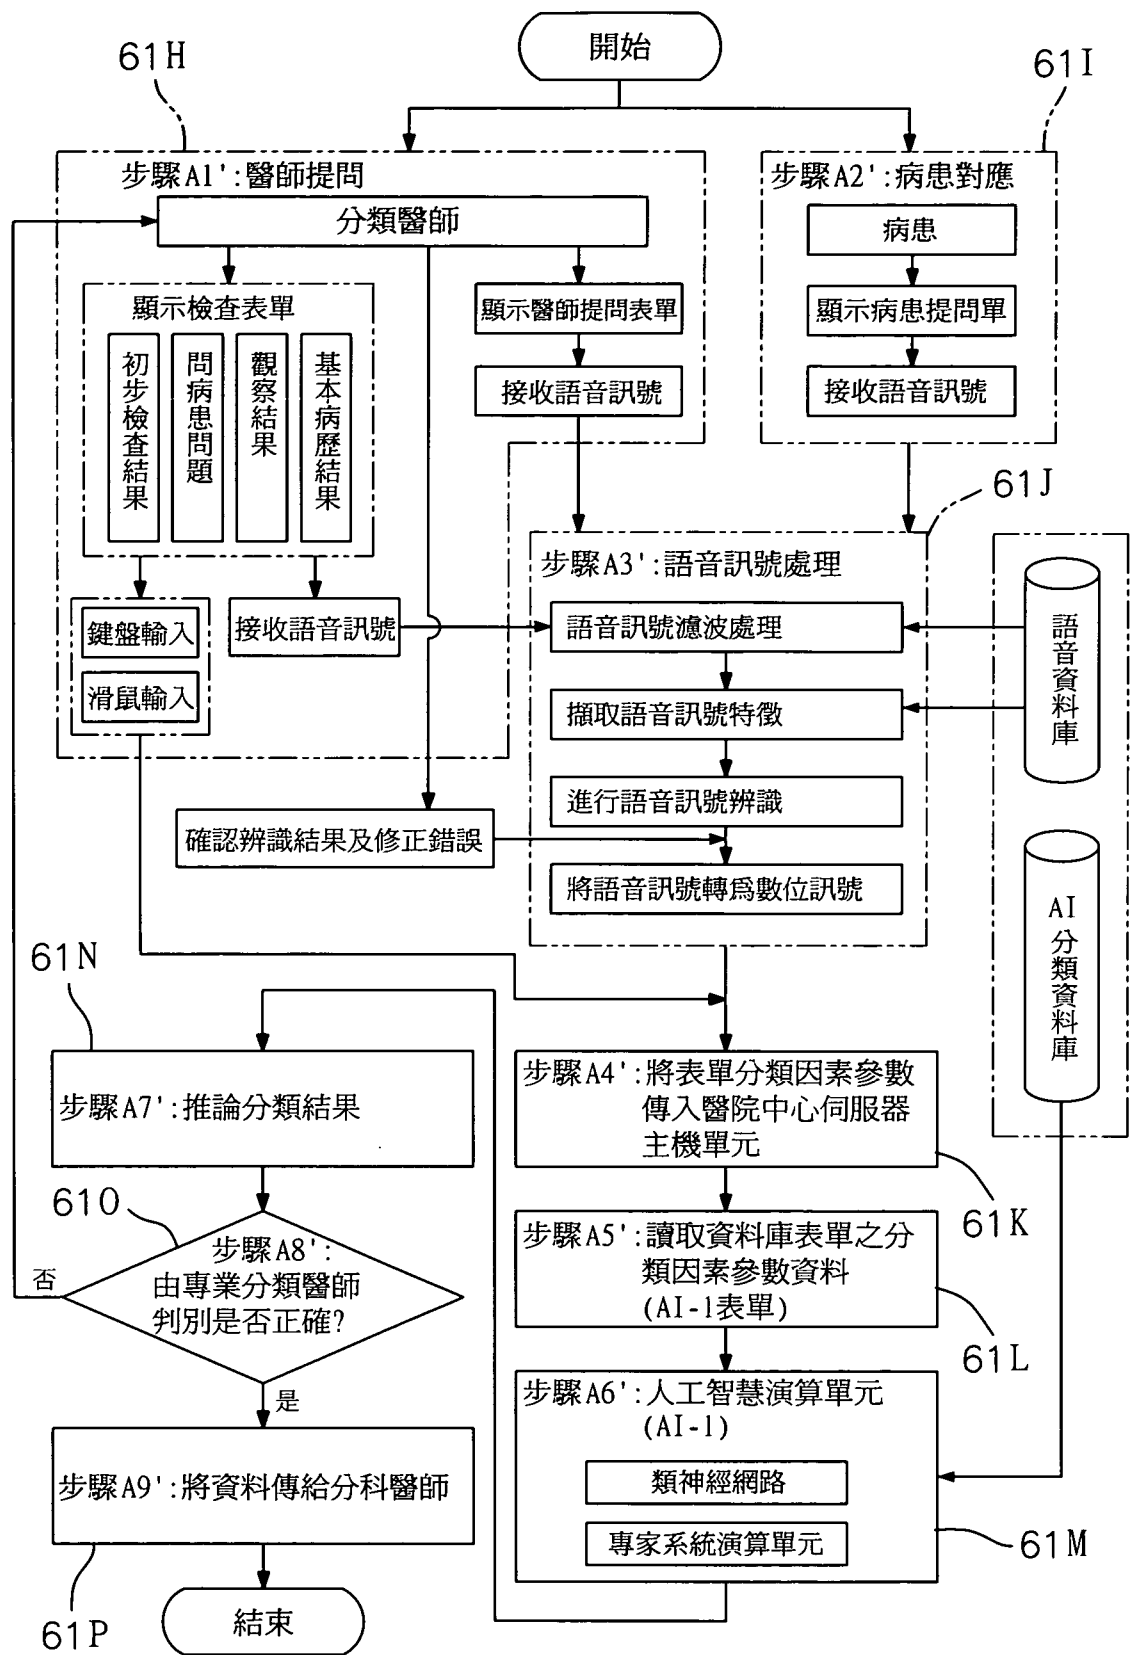 開始
61H
61I
步驟A1':醫師提問
分類醫師
顯示檢查表單
初步檢查結果
問病患問題
觀察結果
基本病歷結果
顯示醫師提問表單
接收語音訊號
鍵盤輸入
滑鼠輸入
接收語音訊號
步驟A2':病患對應
病患
顯示病患提問單
接收語音訊號
61J
步驟A3':語音訊號處理
語音訊號濾波處理
擷取語音訊號特徵
進行語音訊號辨識
將語音訊號轉為數位訊號
確認辨識結果及修正錯誤
語音資料庫
AI分類資料庫
步驟A4':將表單分類因素參數
傳入醫院中心伺服器
主機單元
61K
步驟A5':讀取資料庫表單之分
類因素參數資料
(AI-1表單)
61L
步驟A6':人工智慧演算單元
(AI-1)
類神經網路
專家系統演算單元
61M
61N
步驟A7':推論分類結果
61O
步驟A8':
由專業分類醫師
判別是否正確?
否
是
步驟A9':將資料傳給分科醫師
61P
結束